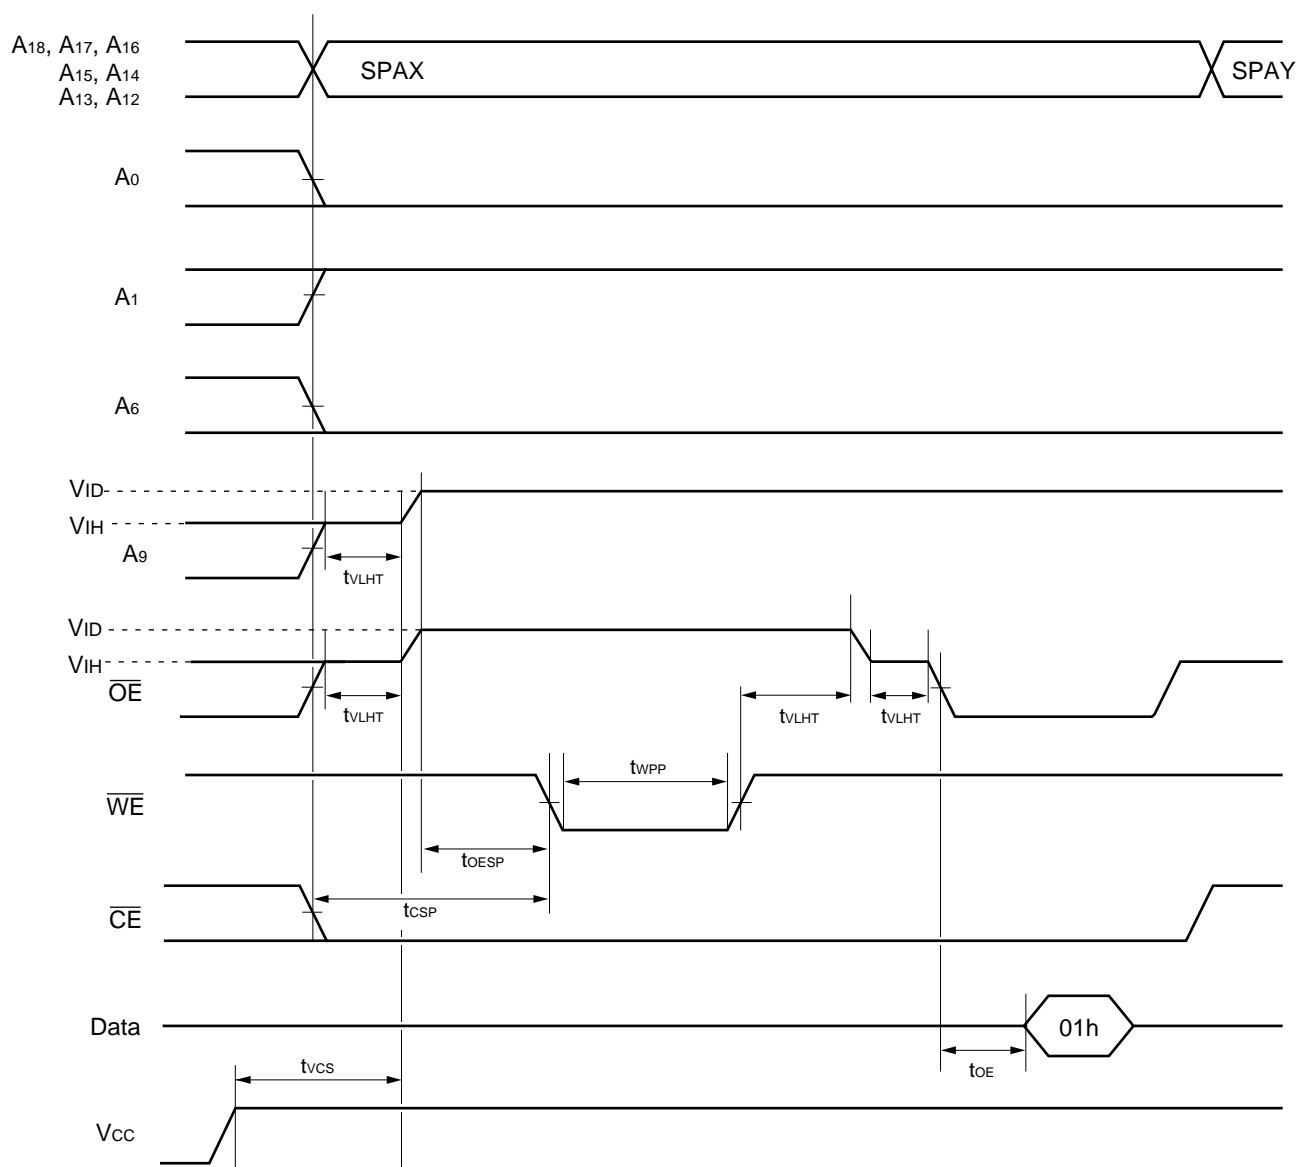 A18, A17, A16
A15, A14
A13, A12
SPAX
SPAY
A0
A1
A6
VID
VIH
A9
tVLHT
VID
VIH
OE
tVLHT
tVLHT
tVLHT
WE
tWPP
tOESP
CE
tCSP
Data
01h
tOE
tVCS
VCC